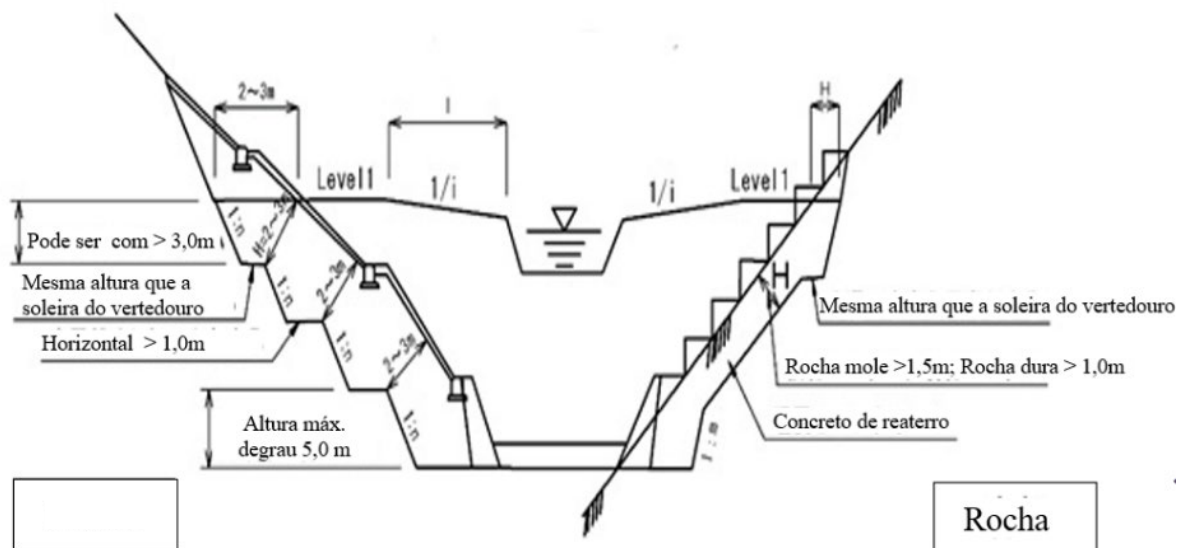 2~3m
l
H
Level1
1/i
1/i
Level1
Pode ser com > 3,0m
1:n
H=2~3m
Mesma altura que a
soleira do vertedouro
1:n
2~3m
H
Mesma altura que a soleira do vertedouro
Horizontal > 1,0m
1:n
2~3m
Rocha mole >1,5m; Rocha dura > 1,0m
Altura máx.
degrau 5,0 m
1:n
1:m
Concreto de reaterro
Rocha